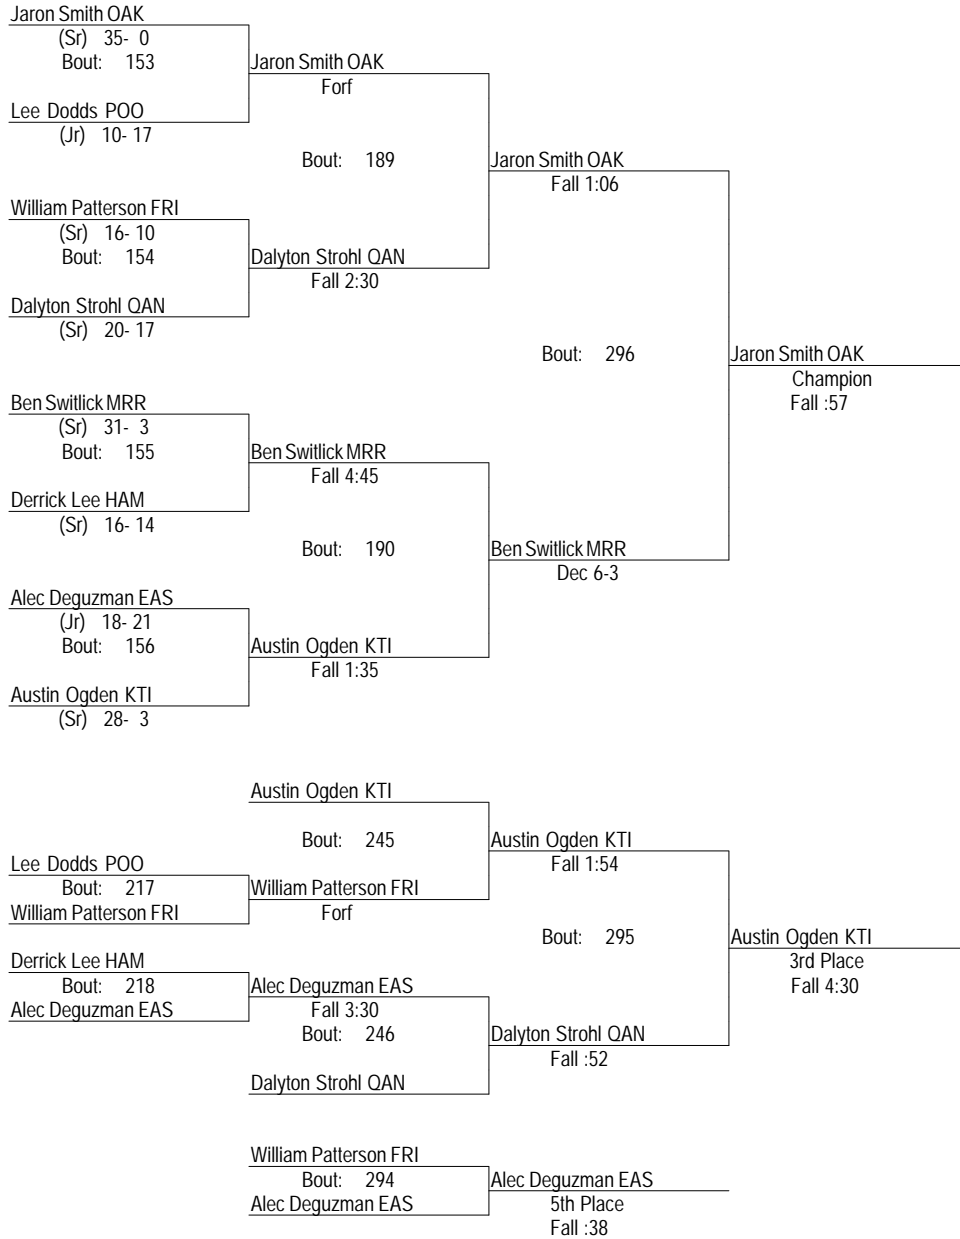 Jaron Smith OAK
(Sr) 35- 0
Bout: 153
Jaron Smith OAK
Forf
Lee Dodds POO
(Jr) 10- 17
Bout: 189
Jaron Smith OAK
Fall 1:06
William Patterson FRI
(Sr) 16- 10
Bout: 154
Dalyton Strohl QAN
Fall 2:30
Dalyton Strohl QAN
(Sr) 20- 17
Bout: 296
Jaron Smith OAK
Champion
Fall :57
Ben Switlick MRR
(Sr) 31- 3
Bout: 155
Ben Switlick MRR
Fall 4:45
Derrick Lee HAM
(Sr) 16- 14
Bout: 190
Ben Switlick MRR
Dec 6-3
Alec Deguzman EAS
(Jr) 18- 21
Bout: 156
Austin Ogden KTI
Fall 1:35
Austin Ogden KTI
(Sr) 28- 3
Austin Ogden KTI
Bout: 245
Austin Ogden KTI
Fall 1:54
Lee Dodds POO
Bout: 217
William Patterson FRI
William Patterson FRI
Forf
Bout: 295
Austin Ogden KTI
3rd Place
Fall 4:30
Derrick Lee HAM
Bout: 218
Alec Deguzman EAS
Alec Deguzman EAS
Fall 3:30
Bout: 246
Dalyton Strohl QAN
Fall :52
Dalyton Strohl QAN
William Patterson FRI
Bout: 294
Alec Deguzman EAS
Alec Deguzman EAS
5th Place
Fall :38